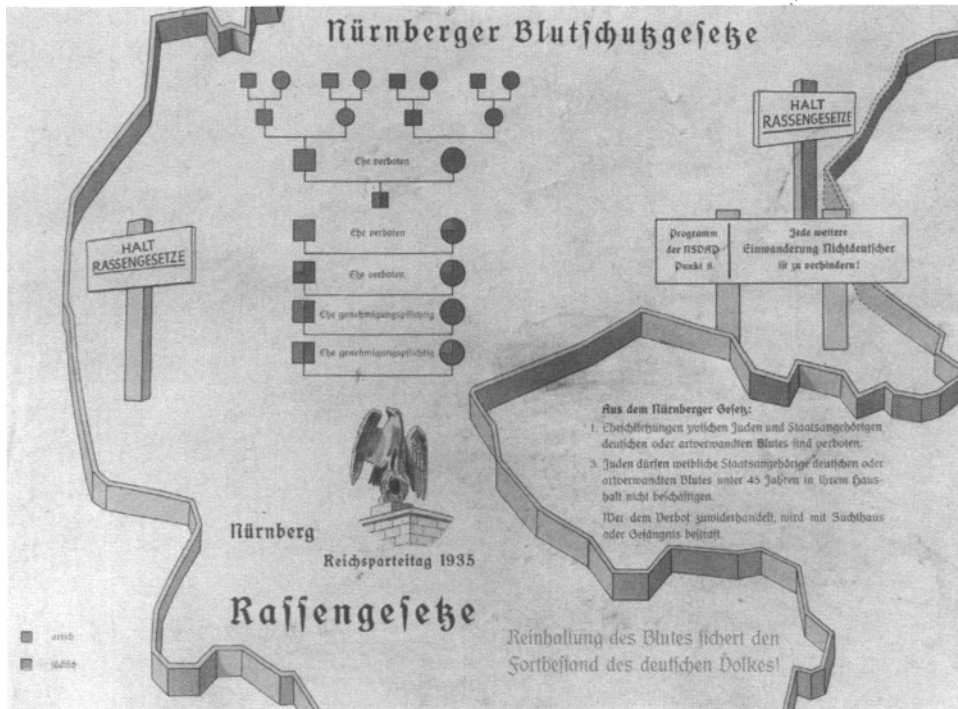 Nürnberger Blutschutzgesetze
HALT
RASSENGESETZE
Ehe verboten
Ehe verboten
Ehe verboten
Ehe genehmigungspflichtig
Ehe genehmigungspflichtig
HALT
RASSENGESETZE
Programm
der NSDAP
Punkt 8
Jede weitere
Einwanderung Nichtdeutscher
ist zu verhindern!
Aus dem Nürnberger Gesetz:
1. Eheschließungen zwischen Juden und Staatsangehörigen
deutschen oder artverwandten Blutes sind verboten.
3. Juden dürfen weibliche Staatsangehörige deutschen oder
artverwandten Blutes unter 45 Jahren in ihrem Haus-
halt nicht beschäftigen.
Wer dem Verbot zuwiderhandelt, wird mit Zuchthaus
oder Gefängnis bestraft.
Nürnberg
Reichsparteitag 1935
Rassengesetze
arisch
jüdisch
Reinhaltung des Blutes sichert den
Fortbestand des deutschen Volkes!